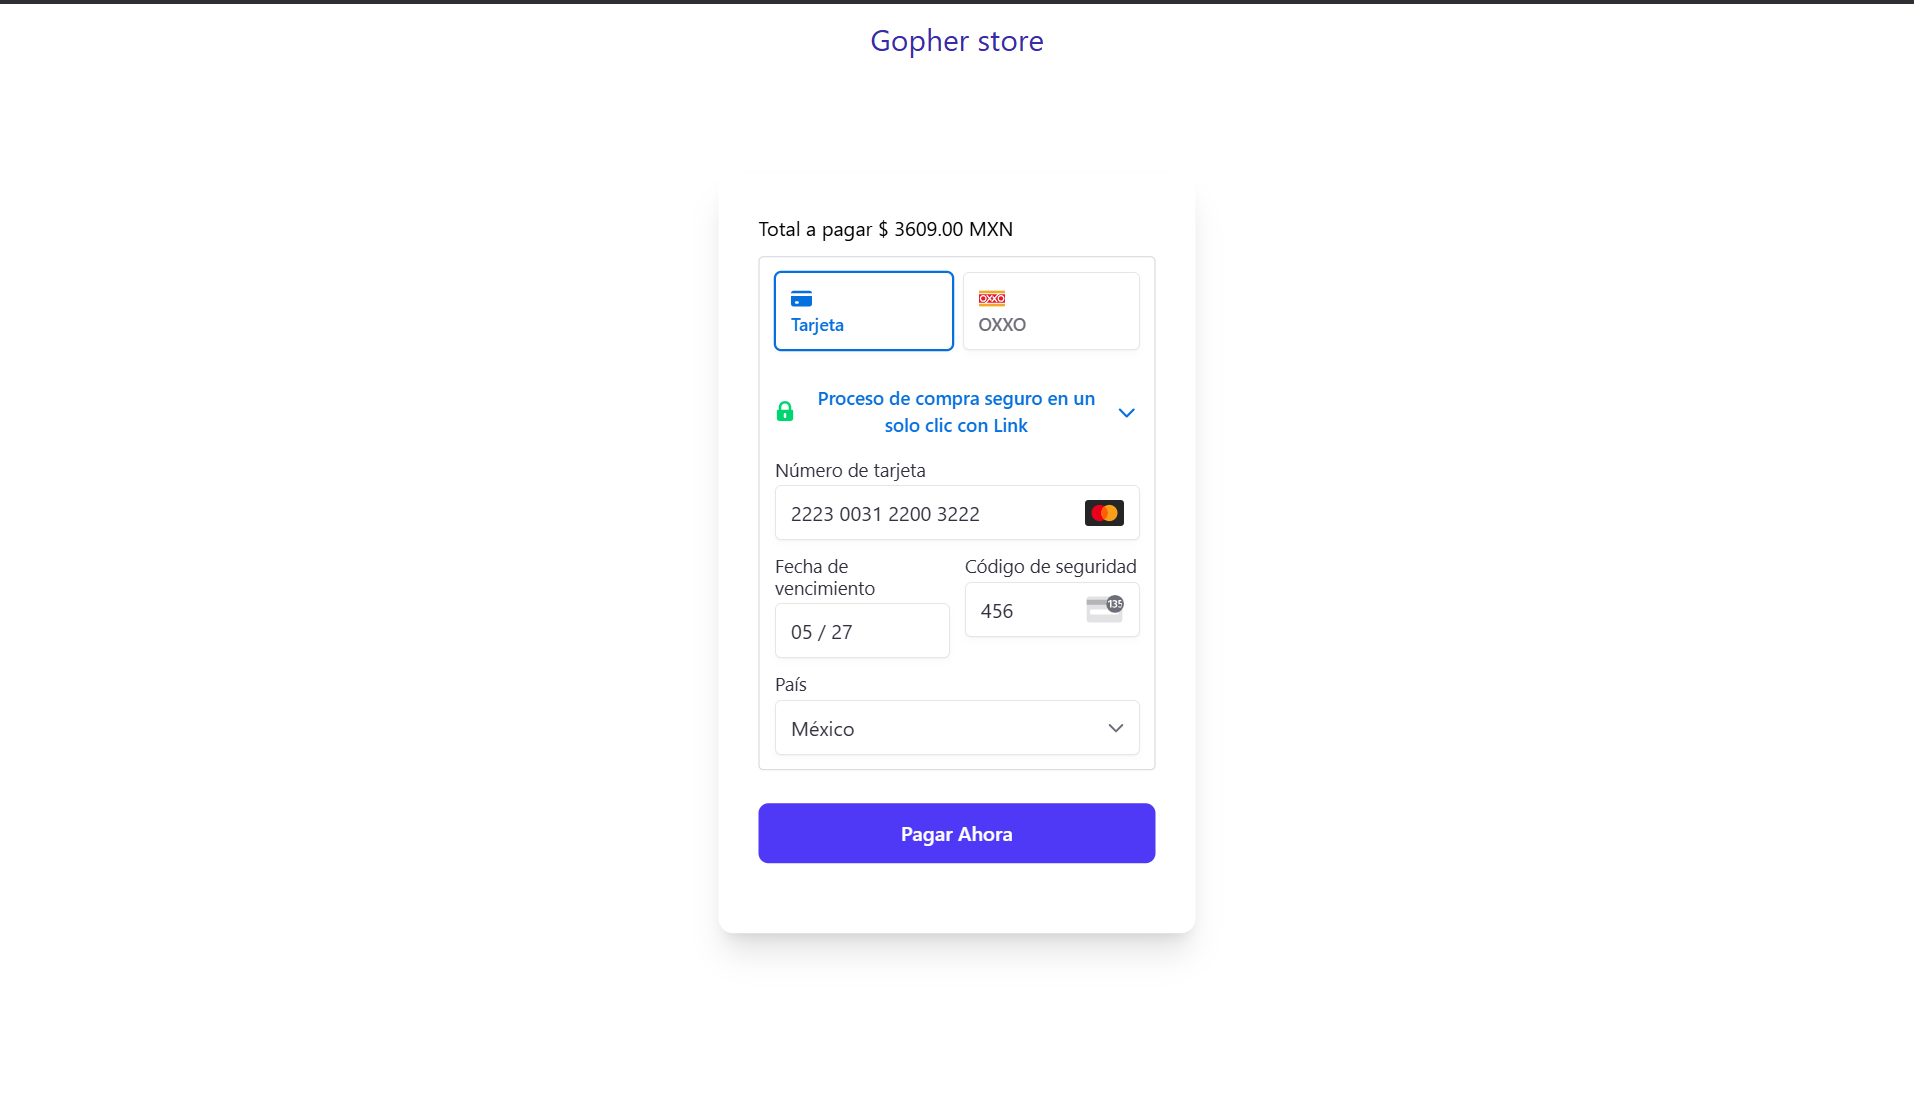 Gopher store
Total a pagar $ 3609.00 MXN
Tarjeta
OXXO
OXXO
Proceso de compra seguro en un
solo clic con Link
Número de tarjeta
2223 0031 2200 3222
Fecha de
vencimiento
Código de seguridad
05 / 27
456
135
País
México
Pagar Ahora